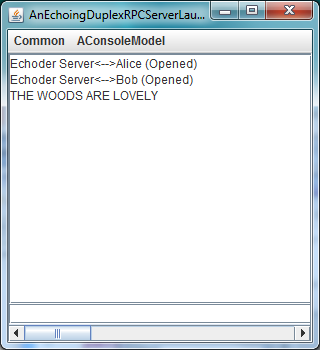 AnEchoingDuplexRPCServerLau...
Common AConsoleModel
Echoder Server<-->Alice (Opened)
Echoder Server<-->Bob (Opened)
THE WOODS ARE LOVELY